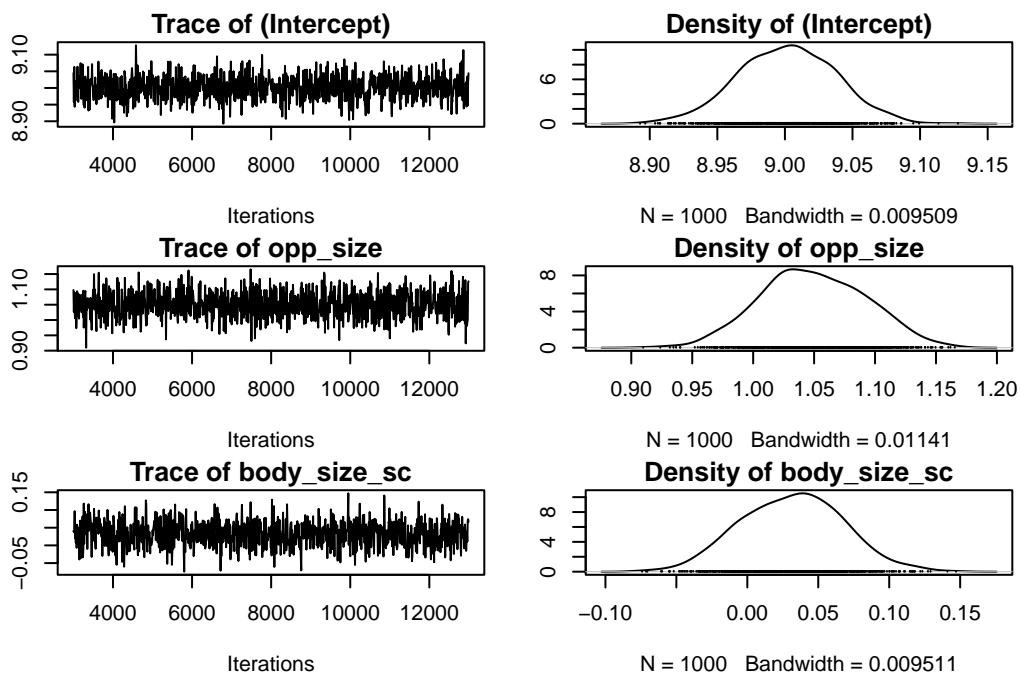 Trace of (Intercept)
8.90 9.10
4000 6000 8000 10000 12000
Iterations
Density of (Intercept)
0 6
8.90 8.95 9.00 9.05 9.10 9.15
N = 1000 Bandwidth = 0.009509
Trace of opp_size
0.90 1.10
4000 6000 8000 10000 12000
Iterations
Density of opp_size
0 4 8
0.90 0.95 1.00 1.05 1.10 1.15 1.20
N = 1000 Bandwidth = 0.01141
Trace of body_size_sc
−0.05 0.15
4000 6000 8000 10000 12000
Iterations
Density of body_size_sc
0 4 8
−0.10 0.00 0.05 0.10 0.15
N = 1000 Bandwidth = 0.009511